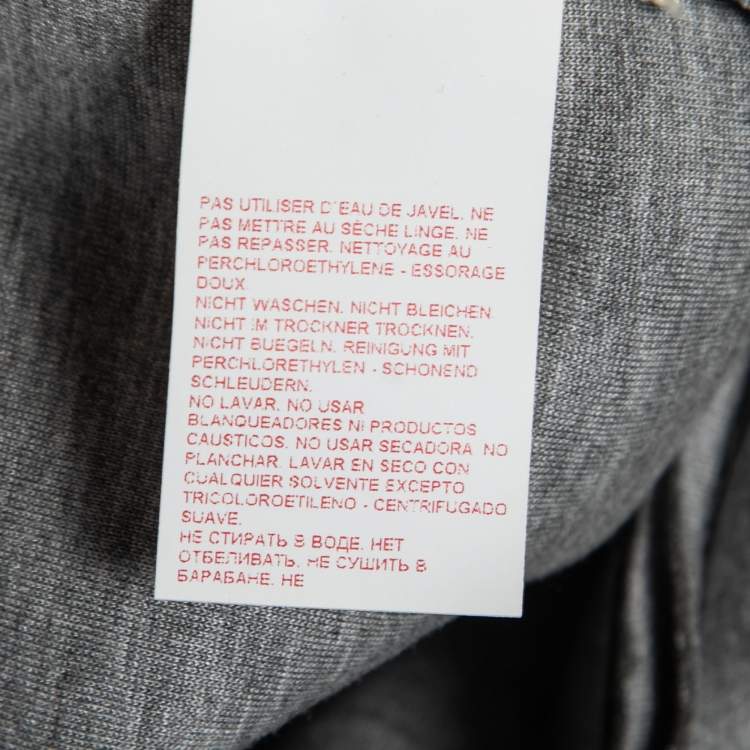 PAS UTILISER D'EAU DE JAVEL. NE
PAS METTRE AU SÈCHE LINGE. NE
PAS REPASSER. NETTOYAGE AU
PERCHLOROETHYLENE - ESSORAGE
DOUX.
NICHT WASCHEN. NICHT BLEICHEN.
NICHT IM TROCKNER TROCKNEN.
NICHT BUEGELN. REINIGUNG MIT
PERCHLORETHYLEN - SCHONEND
SCHLEUDERN.
NO LAVAR. NO USAR
BLANQUEADORES NI PRODUCTOS
CAUSTICOS. NO USAR SECADORA. NO
PLANCHAR. LAVAR EN SECO CON
CUALQUIER SOLVENTE EXCEPTO
TRICOLOROETILENO - CENTRIFUGADO
SUAVE.
НЕ СТИРАТЬ В ВОДЕ. НЕТ
ОТБЕЛИВАТЬ. НЕ СУШИТЬ В
БАРАБАНЕ. НЕ